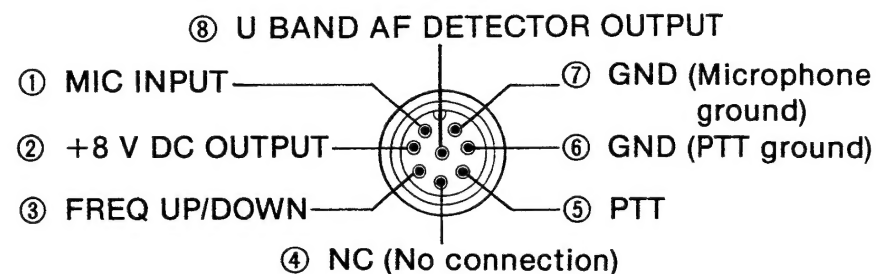 ⑧ U BAND AF DETECTOR OUTPUT
① MIC INPUT
⑦ GND (Microphone
ground)
② +8 V DC OUTPUT
⑥ GND (PTT ground)
③ FREQ UP/DOWN
⑤ PTT
④ NC (No connection)